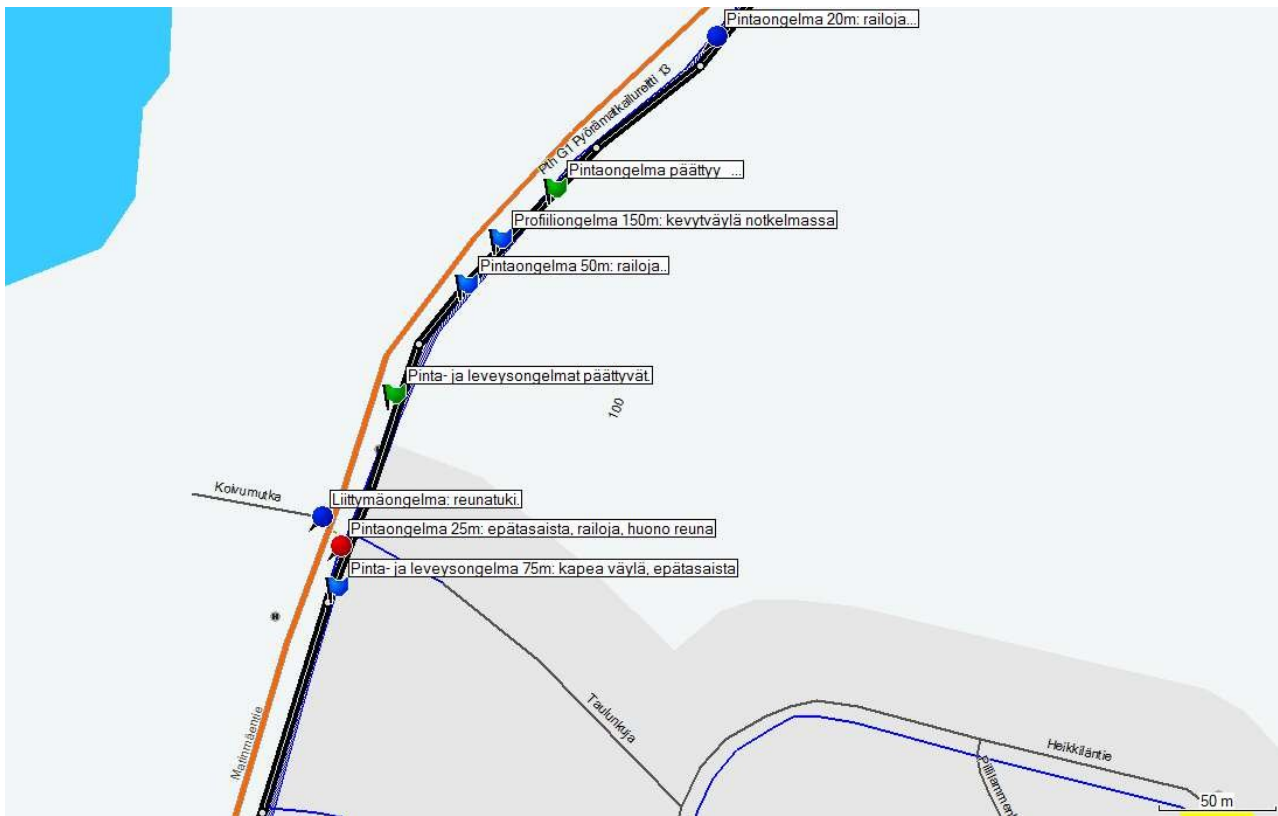 Pintaongelma 20m: railoja...
Pth G1 Pyörämatkailureitti 13
Pintaongelma päättyy ...
Profiiliongelma 150m: kevytväylä notkelmassa
Pintaongelma 50m: railoja..
Pinta- ja leveysongelmat päättyvät.
100
Koivumutka
Liittymäongelma: reunatuki.
Pintaongelma 25m: epätasaista, railoja, huono reuna
Pinta- ja leveysongelma 75m: kapea väylä, epätasaista
Matinmäentie
Taulunkuja
Heikkiläntie
50 m